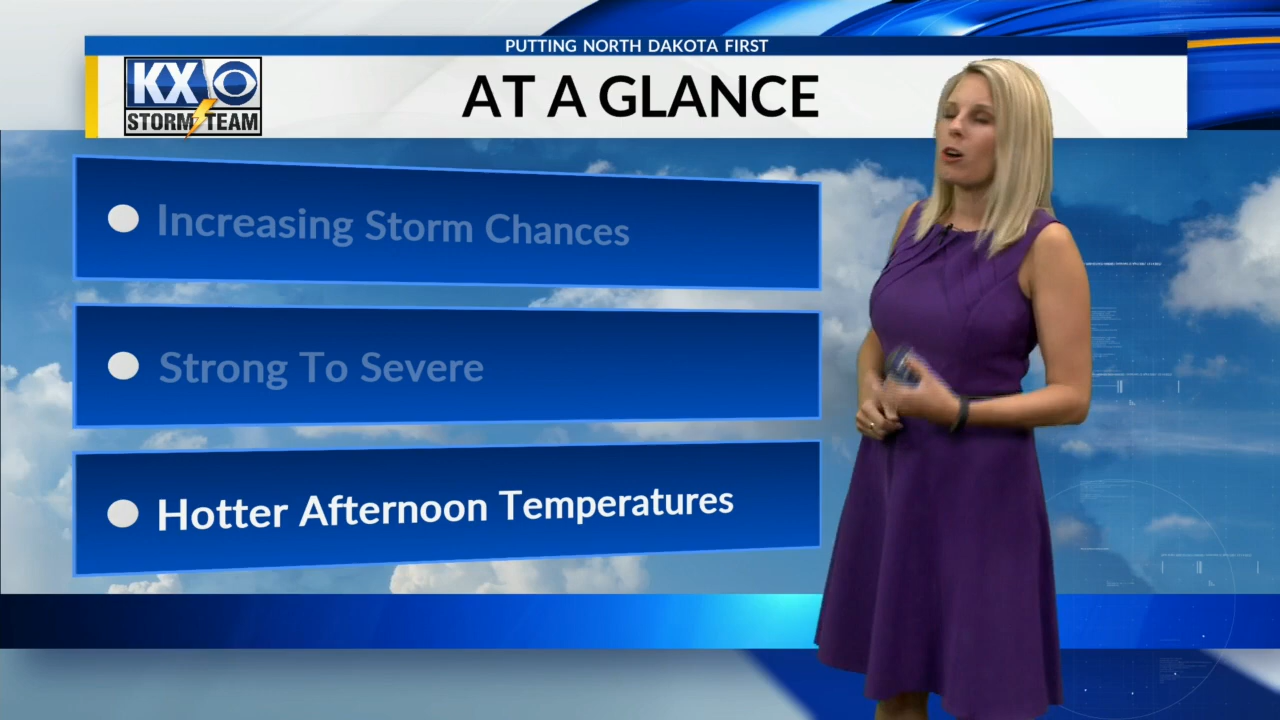 PUTTING NORTH DAKOTA FIRST
KX
STORM TEAM
AT A GLANCE
Increasing Storm Chances
Strong To Severe
Hotter Afternoon Temperatures